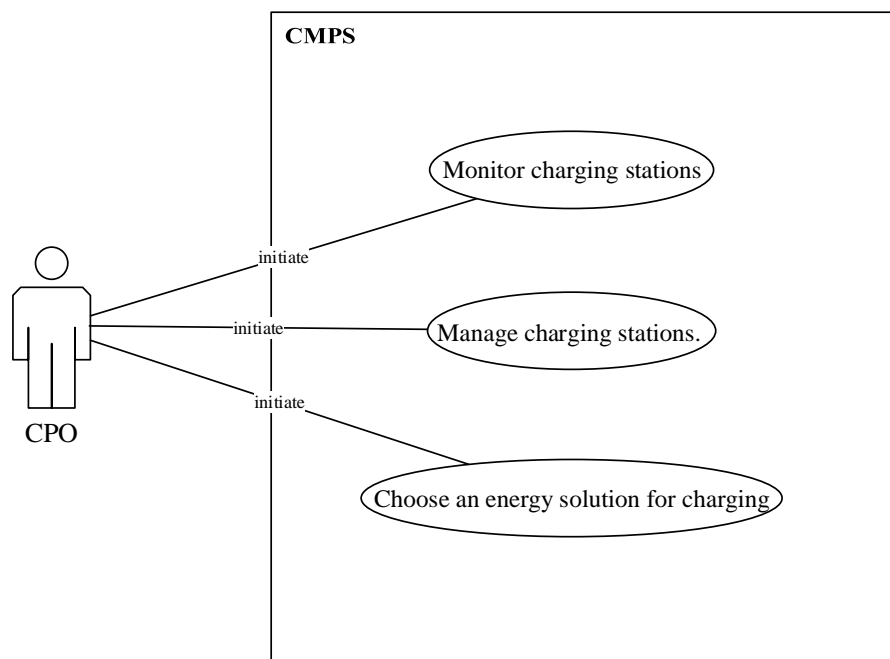 CMPS
Monitor charging stations
initiate
initiate
Manage charging stations.
initiate
CPO
Choose an energy solution for charging